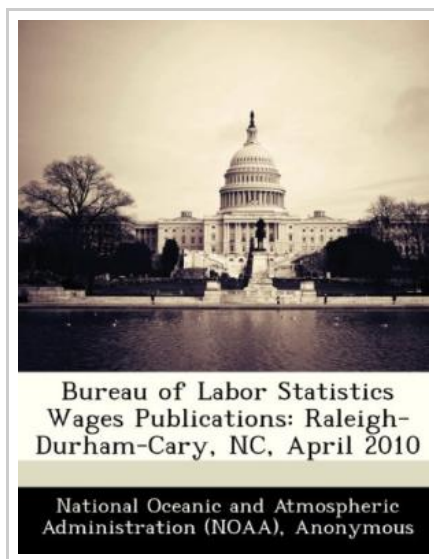 Bureau of Labor Statistics
Wages Publications: Raleigh-
Durham-Cary, NC, April 2010
National Oceanic and Atmospheric
Administration (NOAA), Anonymous